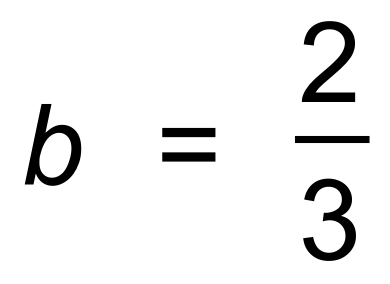 b = 2/3